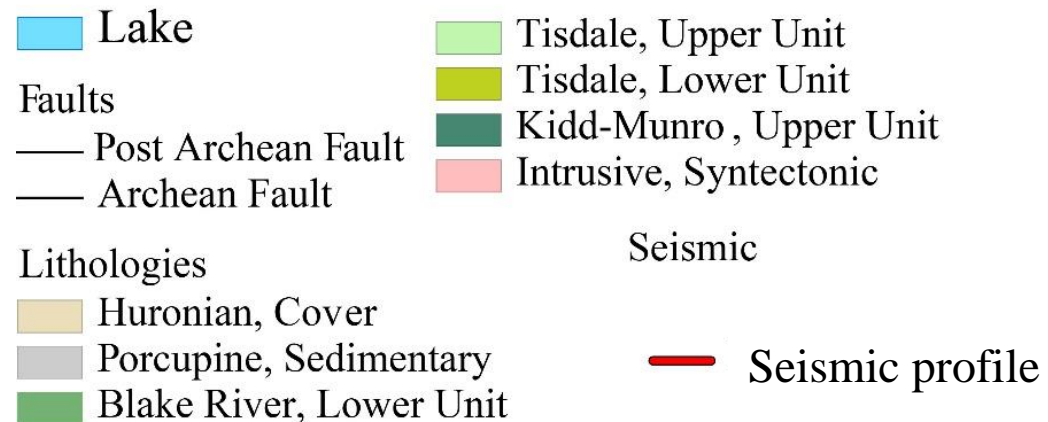 Lake
Faults
Post Archean Fault
Archean Fault
Lithologies
Huronian, Cover
Porcupine, Sedimentary
Blake River, Lower Unit
Tisdale, Upper Unit
Tisdale, Lower Unit
Kidd-Munro , Upper Unit
Intrusive, Syntectonic
Seismic
Seismic profile